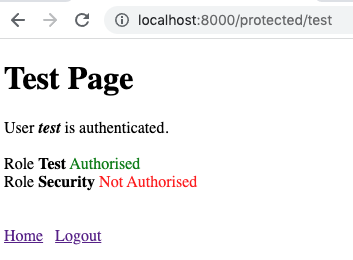 localhost:8000/protected/test
Test Page
User test is authenticated.
Role Test Authorised
Role Security Not Authorised
Home Logout